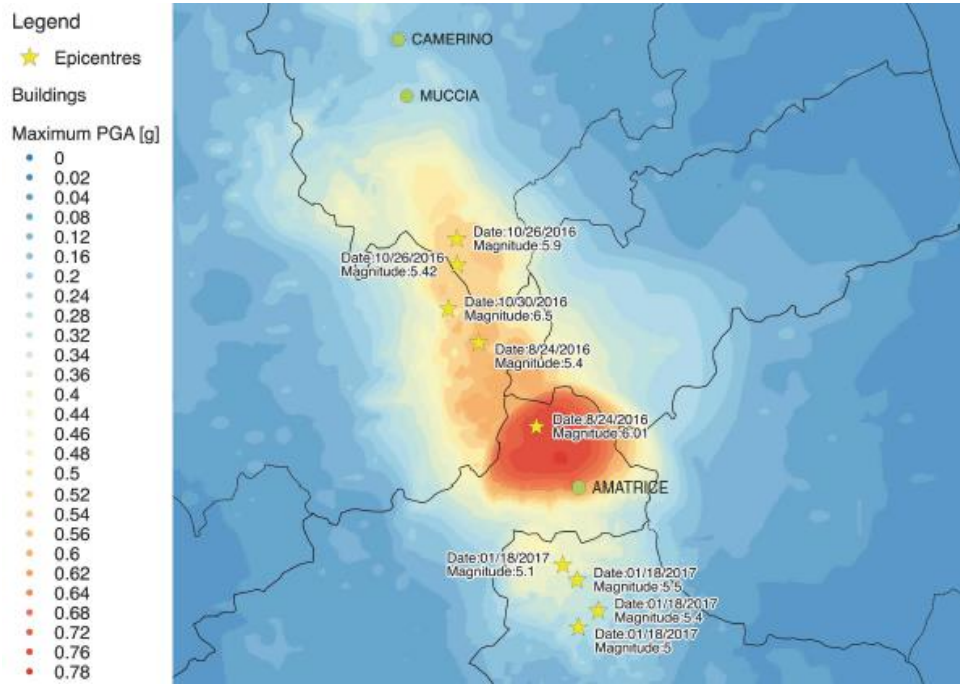 Legend
Epicentres
Buildings
Maximum PGA [g]
0
0.02
0.04
0.08
0.12
0.16
0.2
0.24
0.28
0.32
0.34
0.36
0.4
0.44
0.46
0.48
0.5
0.52
0.54
0.56
0.6
0.62
0.64
0.68
0.72
0.76
0.78
CAMERINO
MUCCIA
Date:10/26/2016
Magnitude:5.9
Date:10/26/2016
Magnitude:5.42
Date:10/30/2016
Magnitude:6.5
Date:8/24/2016
Magnitude:5.4
Date:8/24/2016
Magnitude:6.01
AMATRICE
Date:01/18/2017
Magnitude:5.1
Date:01/18/2017
Magnitude:5.5
Date:01/18/2017
Magnitude:5.4
Date:01/18/2017
Magnitude:5